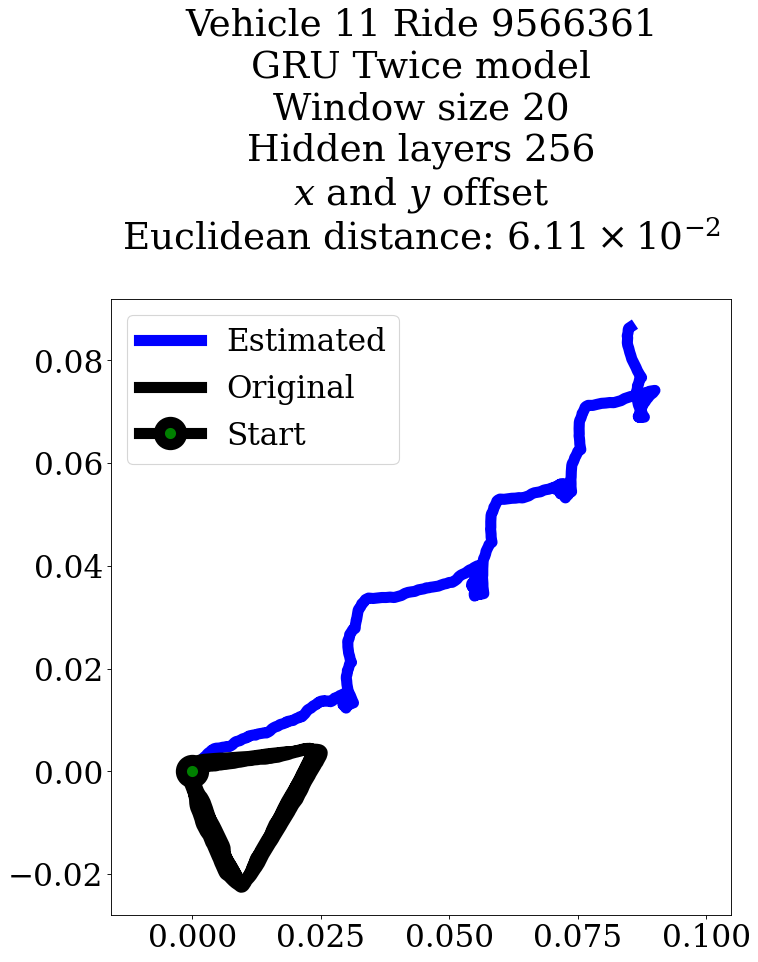 Vehicle 11 Ride 9566361
GRU Twice model
Window size 20
Hidden layers 256
x and y offset
Euclidean distance: 6.11 × 10⁻²
Estimated
Original
Start
0.08
0.06
0.04
0.02
0.00
−0.02
0.000 0.025 0.050 0.075 0.100